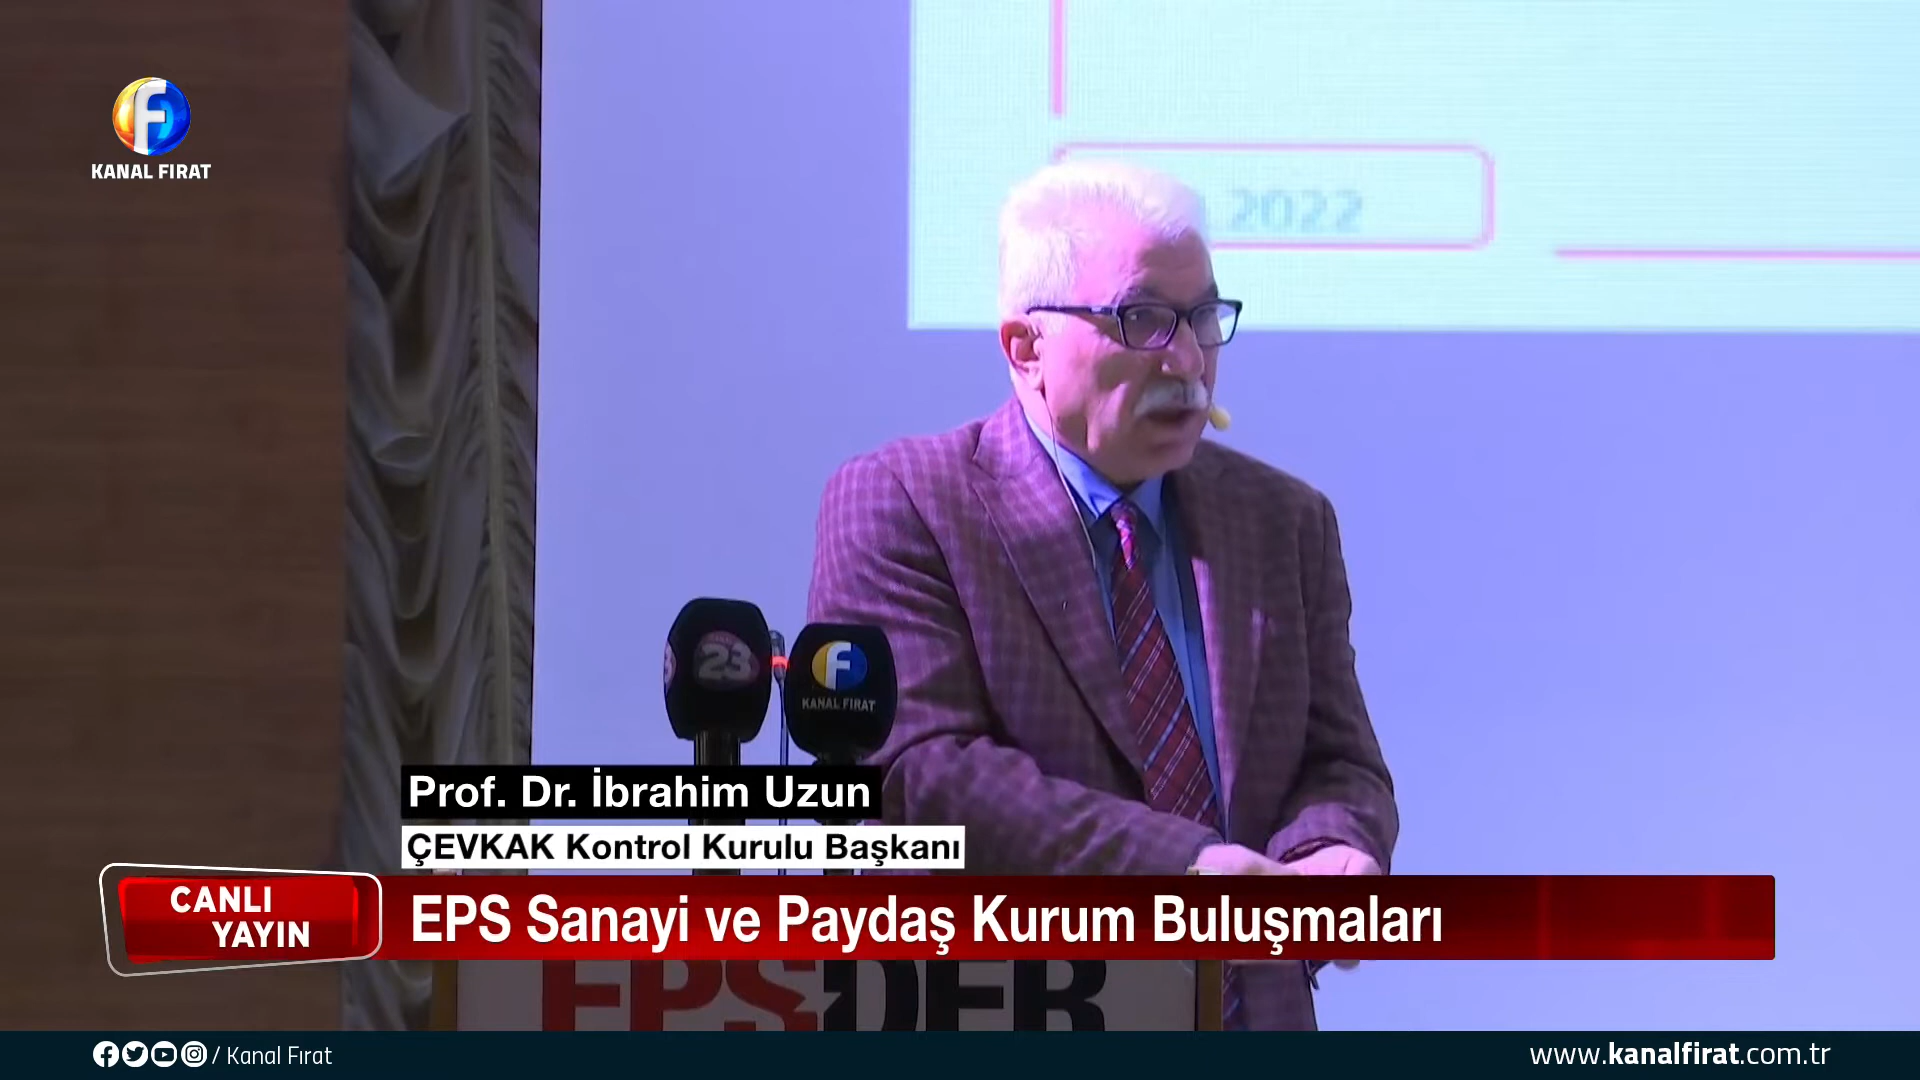 KANAL FIRAT
2022
23
KANAL FIRAT
Prof. Dr. İbrahim Uzun
ÇEVKAK Kontrol Kurulu Başkanı
CANLI
YAYIN
EPS Sanayi ve Paydaş Kurum Buluşmaları
EPSDER
/ Kanal Fırat
www.kanalfirat.com.tr